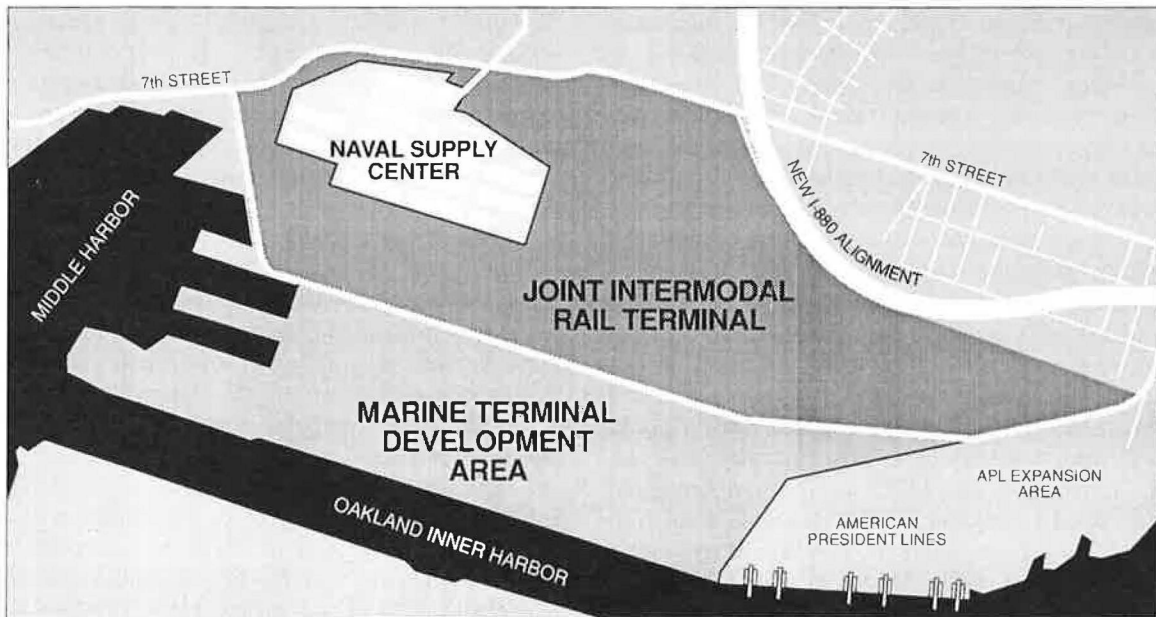 7th STREET
NAVAL SUPPLY
CENTER
7th STREET
NEW I-880 ALIGNMENT
MIDDLE HARBOR
JOINT INTERMODAL
RAIL TERMINAL
MARINE TERMINAL
DEVELOPMENT
AREA
APL EXPANSION
AREA
OAKLAND INNER HARBOR
AMERICAN
PRESIDENT LINES